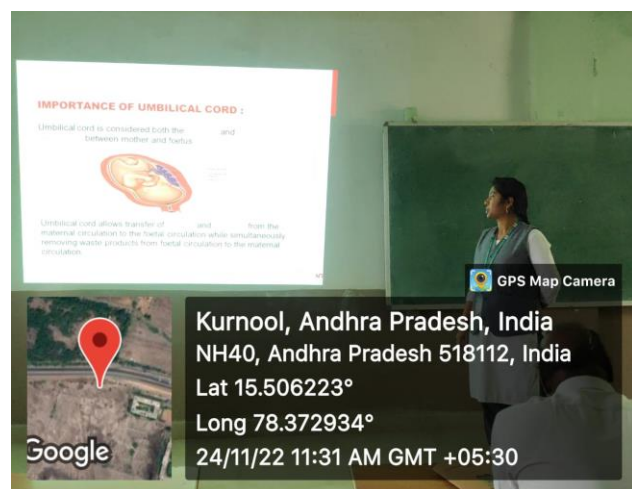 IMPORTANCE OF UMBILICAL CORD :
Umbilical cord is considered both the and
between mother and foetus
Umbilical cord allows transfer of and from the
maternal circulation to the foetal circulation while simultaneously
removing waste products from foetal circulation to the maternal
circulation.
GPS Map Camera
Kurnool, Andhra Pradesh, India
NH40, Andhra Pradesh 518112, India
Lat 15.506223°
Long 78.372934°
24/11/22 11:31 AM GMT +05:30
Google